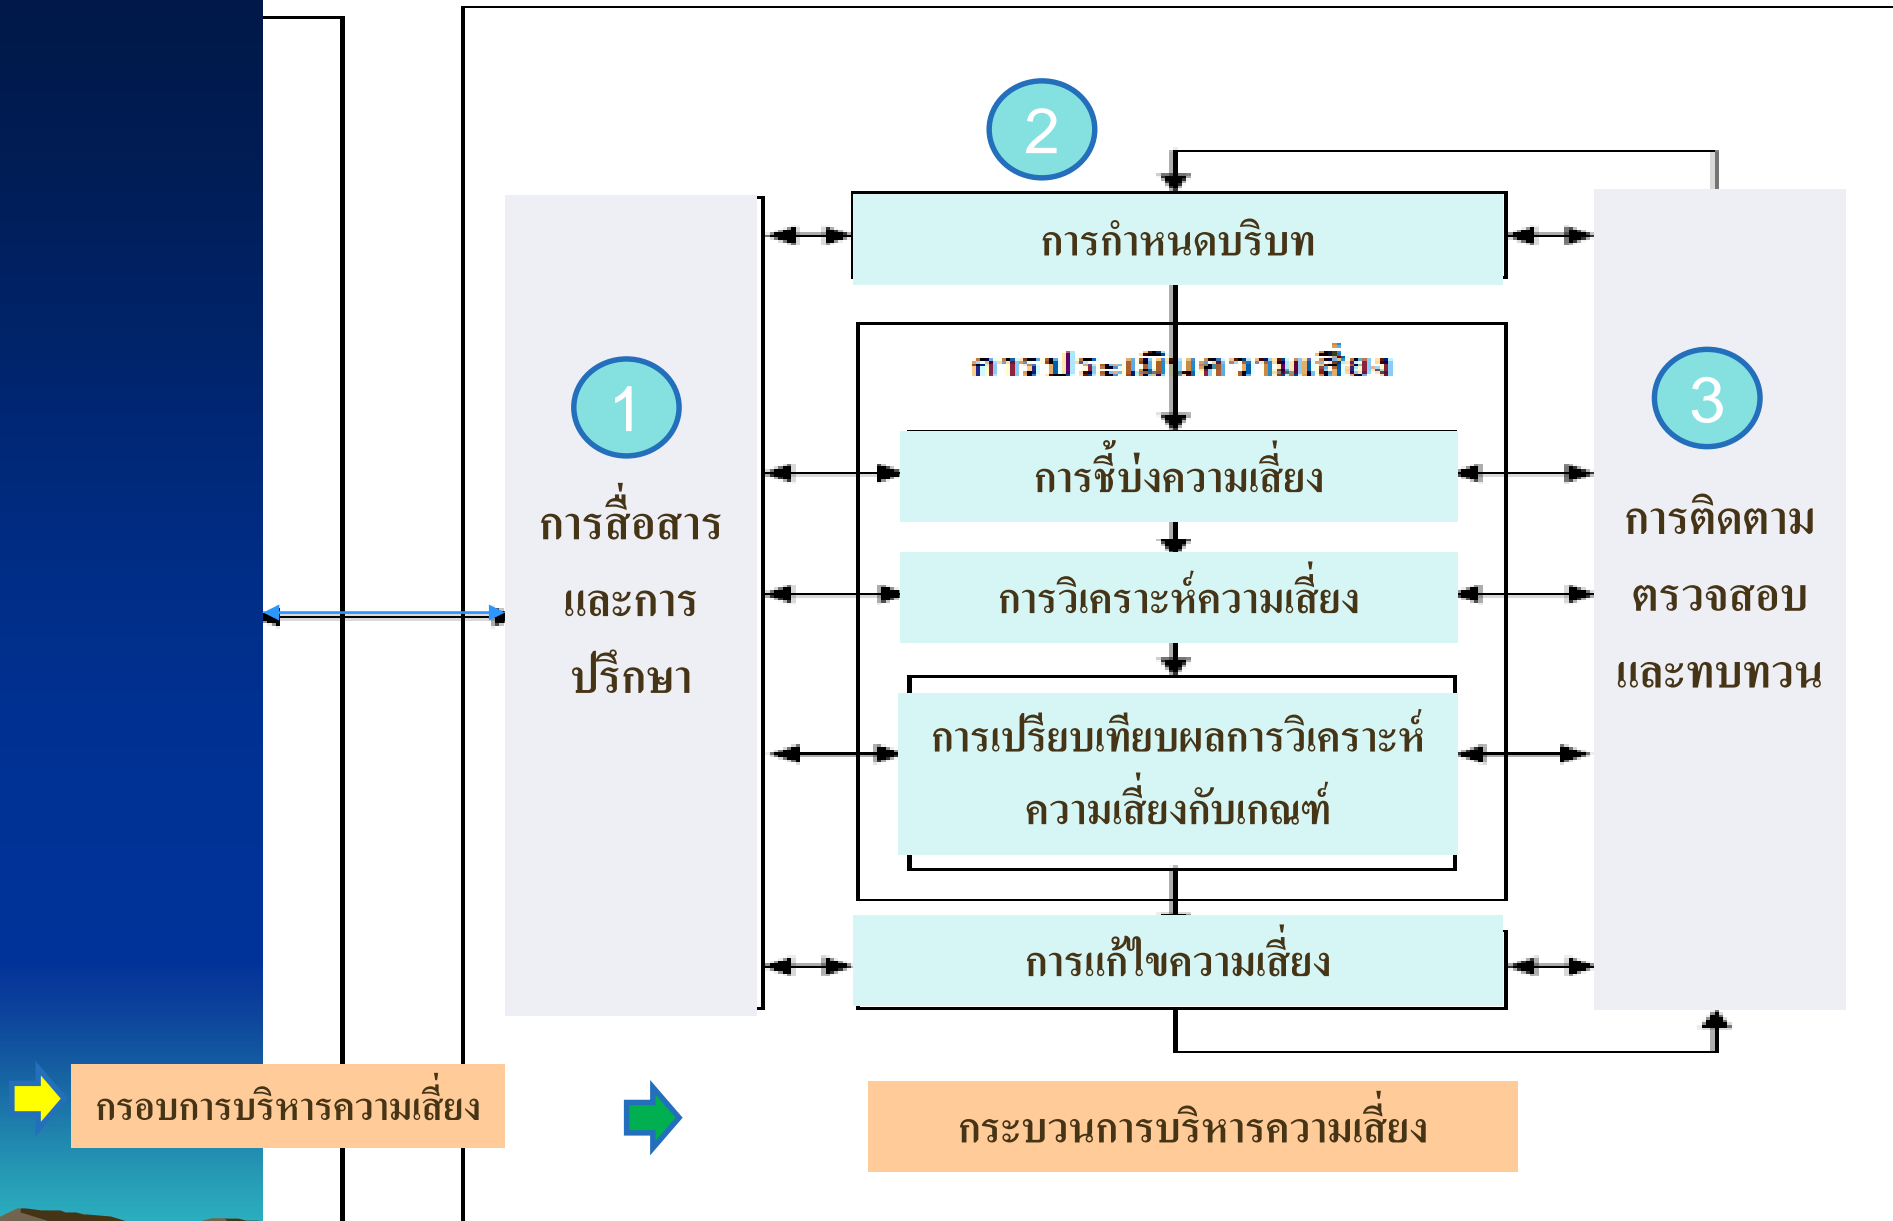 2
การกำหนดบริบท
การประเมินความเสี่ยง
1
การสื่อสาร
และการ
ปรึกษา
การชี้บ่งความเสี่ยง
การวิเคราะห์ความเสี่ยง
การเปรียบเทียบผลการวิเคราะห์
ความเสี่ยงกับเกณฑ์
การแก้ไขความเสี่ยง
3
การติดตาม
ตรวจสอบ
และทบทวน
กรอบการบริหารความเสี่ยง
กระบวนการบริหารความเสี่ยง